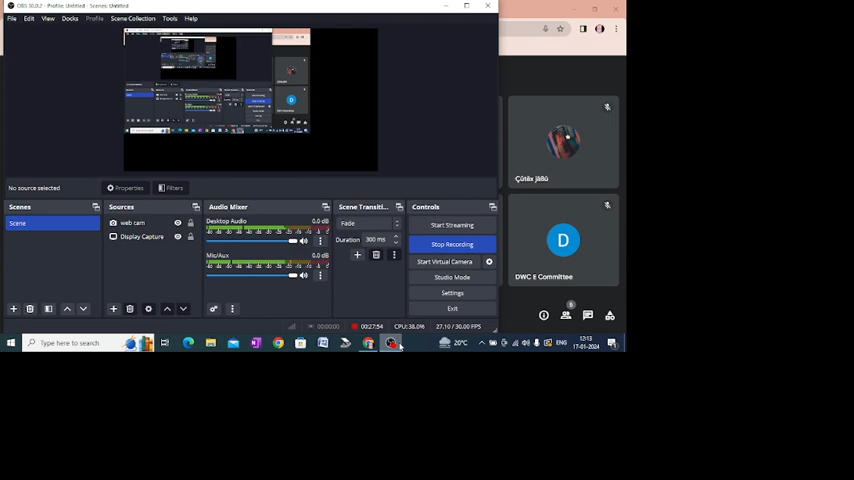 OBS 30.0.2 - Profile: Untitled - Scenes: Untitled
File Edit View Docks Profile Scene Collection Tools Help
No source selected
Properties
Filters
Scenes
Scene
Sources
web cam
Display Capture
Audio Mixer
Desktop Audio 0.0 dB
Mic/Aux 0.0 dB
Scene Transiti...
Fade
Duration 300 ms
Controls
Start Streaming
Stop Recording
Start Virtual Camera
Studio Mode
Settings
Exit
00:00:00
00:27:54
CPU:38.0%
27.10 / 30.00 FPS
Çûtëx jâßû
D
DWC E Committee
Type here to search
20°C
ENG
12:13
17-01-2024